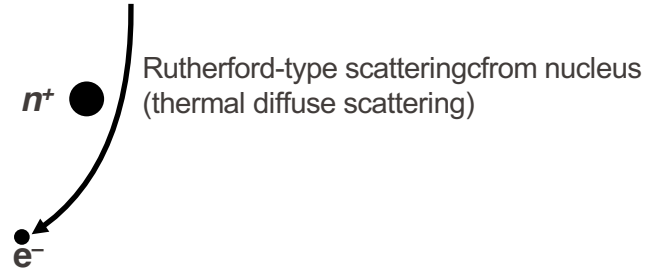 Rutherford-type scatteringcfrom nucleus
n⁺ (thermal diffuse scattering)
e⁻